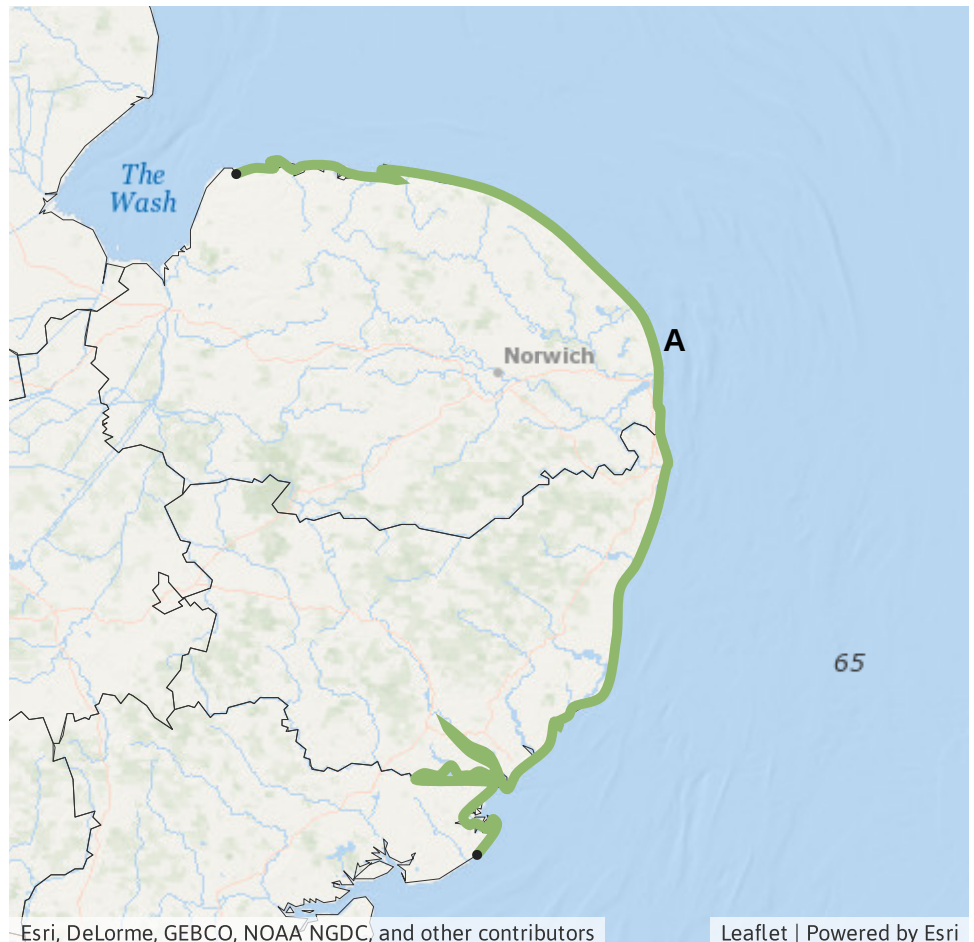 The
Wash
A
Norwich
65
Esri, DeLorme, GEBCO, NOAA NGDC, and other contributors
Leaflet | Powered by Esri